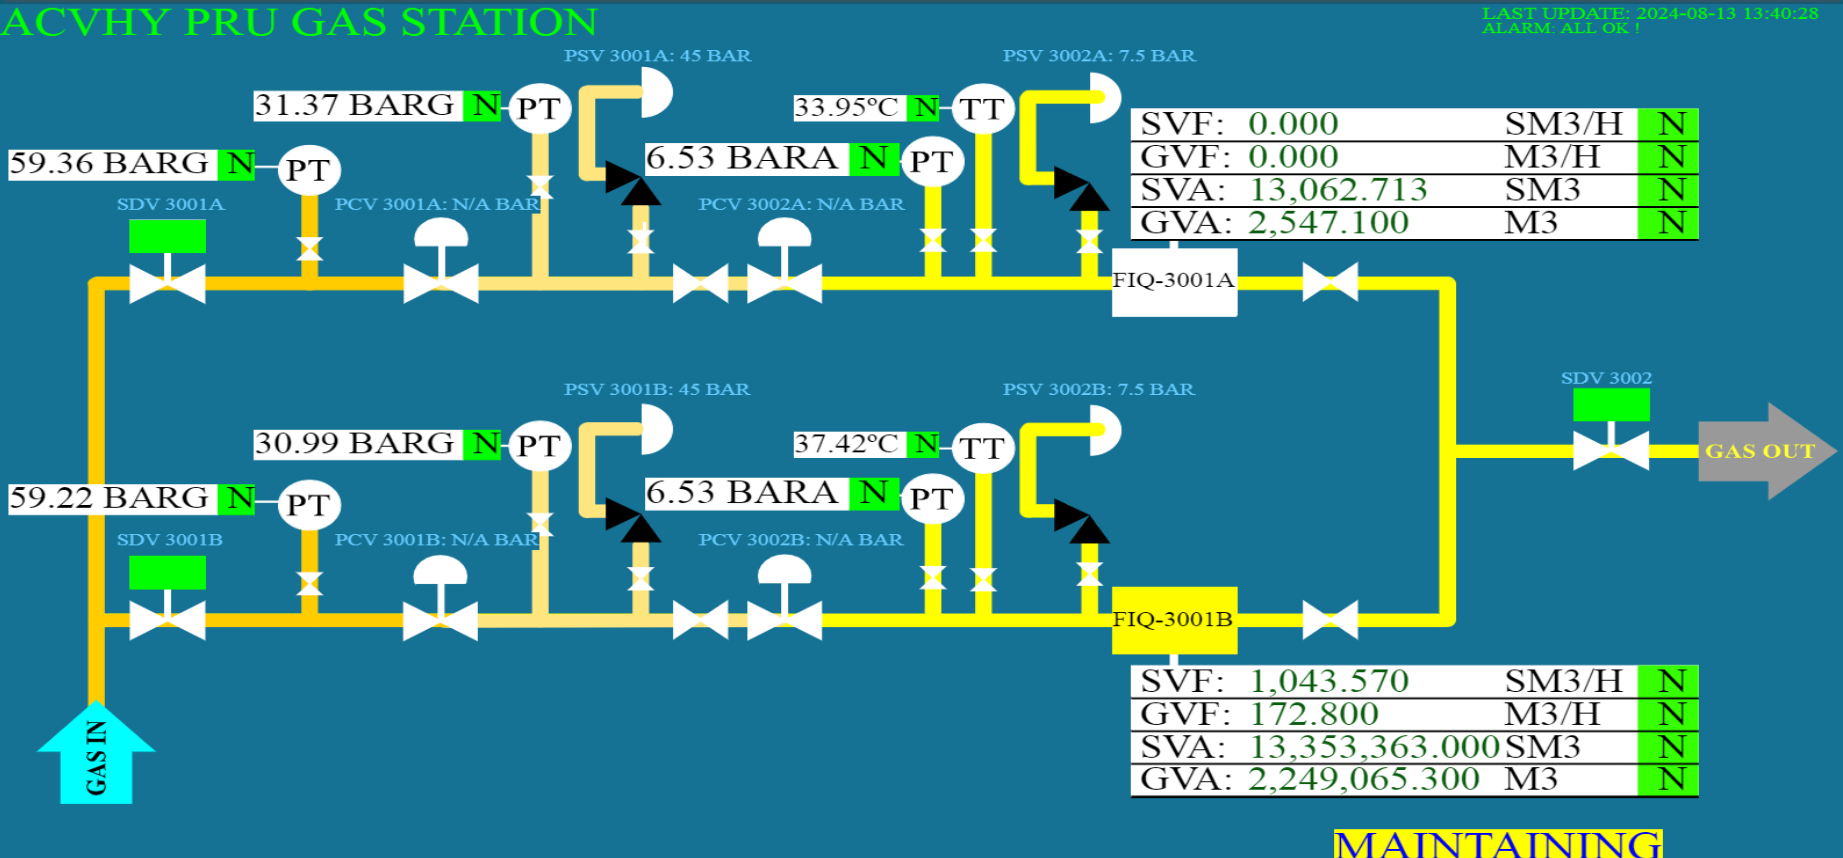 ACVHY PRU GAS STATION
LAST UPDATE: 2024-08-13 13:40:28
ALARM: ALL OK !
PSV 3001A: 45 BAR
PSV 3002A: 7.5 BAR
31.37 BARG N PT
33.95°C N TT
59.36 BARG N PT
6.53 BARA N PT
SVF: 0.000 SM3/H N
GVF: 0.000 M3/H N
SVA: 13,062.713 SM3 N
GVA: 2,547.100 M3 N
SDV 3001A
PCV 3001A: N/A BAR
PCV 3002A: N/A BAR
FIQ-3001A
SDV 3002
GAS OUT
PSV 3001B: 45 BAR
PSV 3002B: 7.5 BAR
30.99 BARG N PT
37.42°C N TT
59.22 BARG N PT
6.53 BARA N PT
SDV 3001B
PCV 3001B: N/A BAR
PCV 3002B: N/A BAR
FIQ-3001B
SVF: 1,043.570 SM3/H N
GVF: 172.800 M3/H N
SVA: 13,353,363.000 SM3 N
GVA: 2,249,065.300 M3 N
GAS IN
MAINTAINING